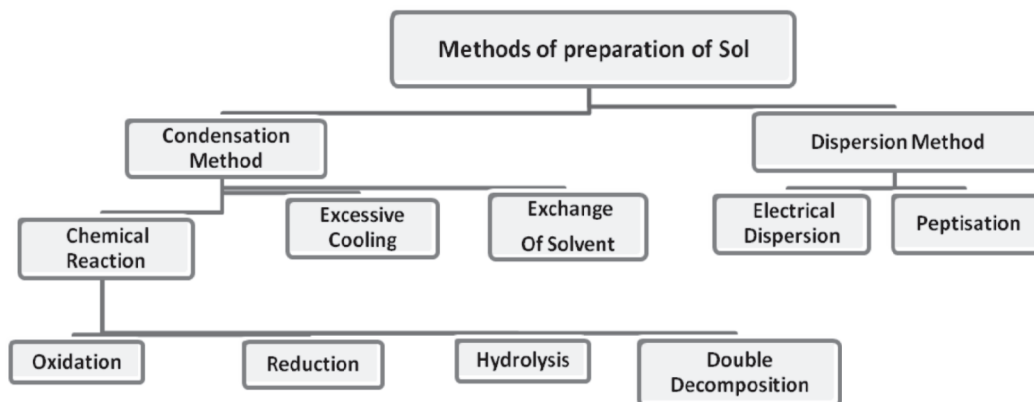 Methods of preparation of Sol
Condensation
Method
Dispersion Method
Chemical
Reaction
Excessive
Cooling
Exchange
Of Solvent
Electrical
Dispersion
Peptisation
Oxidation
Reduction
Hydrolysis
Double
Decomposition